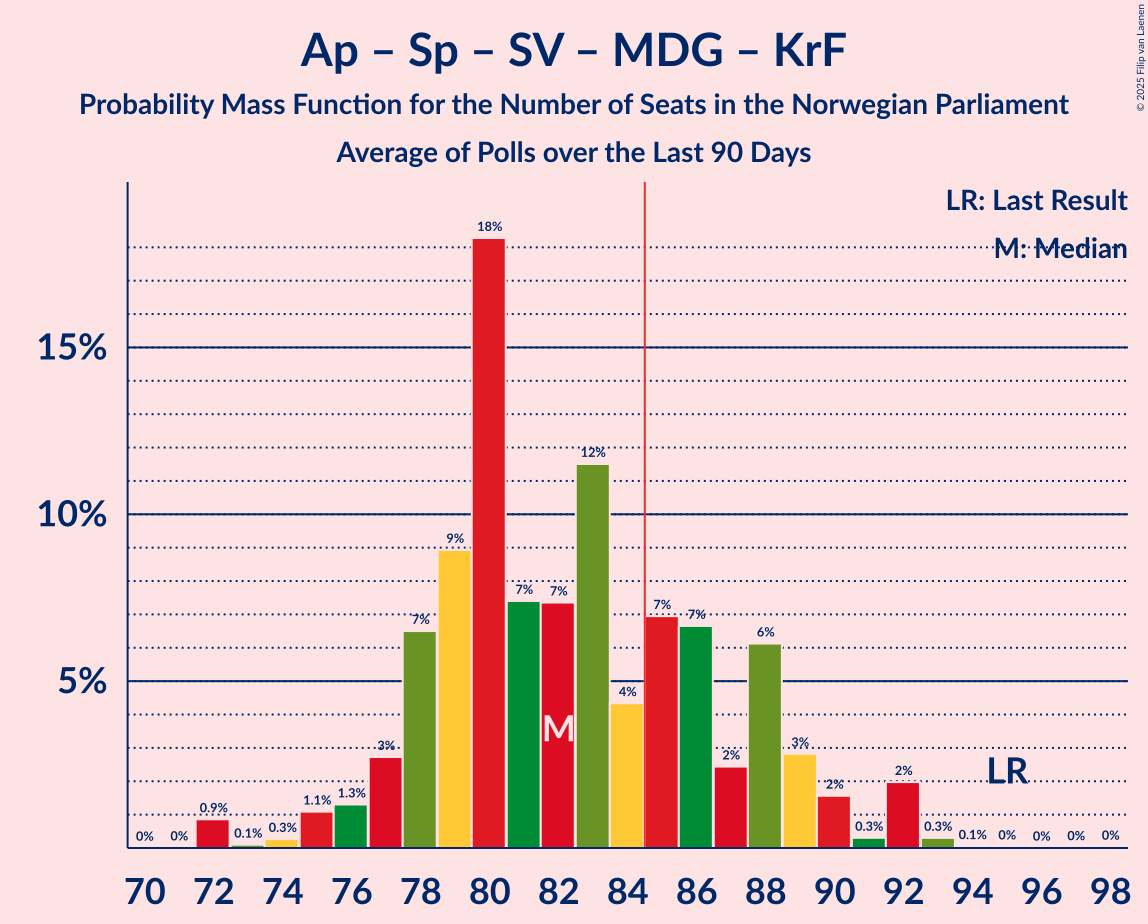 Ap – Sp – SV – MDG – KrF
Probability Mass Function for the Number of Seats in the Norwegian Parliament
Average of Polls over the Last 90 Days
© 2025 Filip van Laenen
LR: Last Result
M: Median
15%
10%
5%
0% 0% 0.9% 0.1% 0.3% 1.1% 1.3% 3% 7% 9% 18% 7% 7% 12% 4% 7% 7% 2% 6% 3% 2% 0.3% 2% 0.3% 0.1% 0% 0% 0% 0%
M
LR
70 72 74 76 78 80 82 84 86 88 90 92 94 96 98